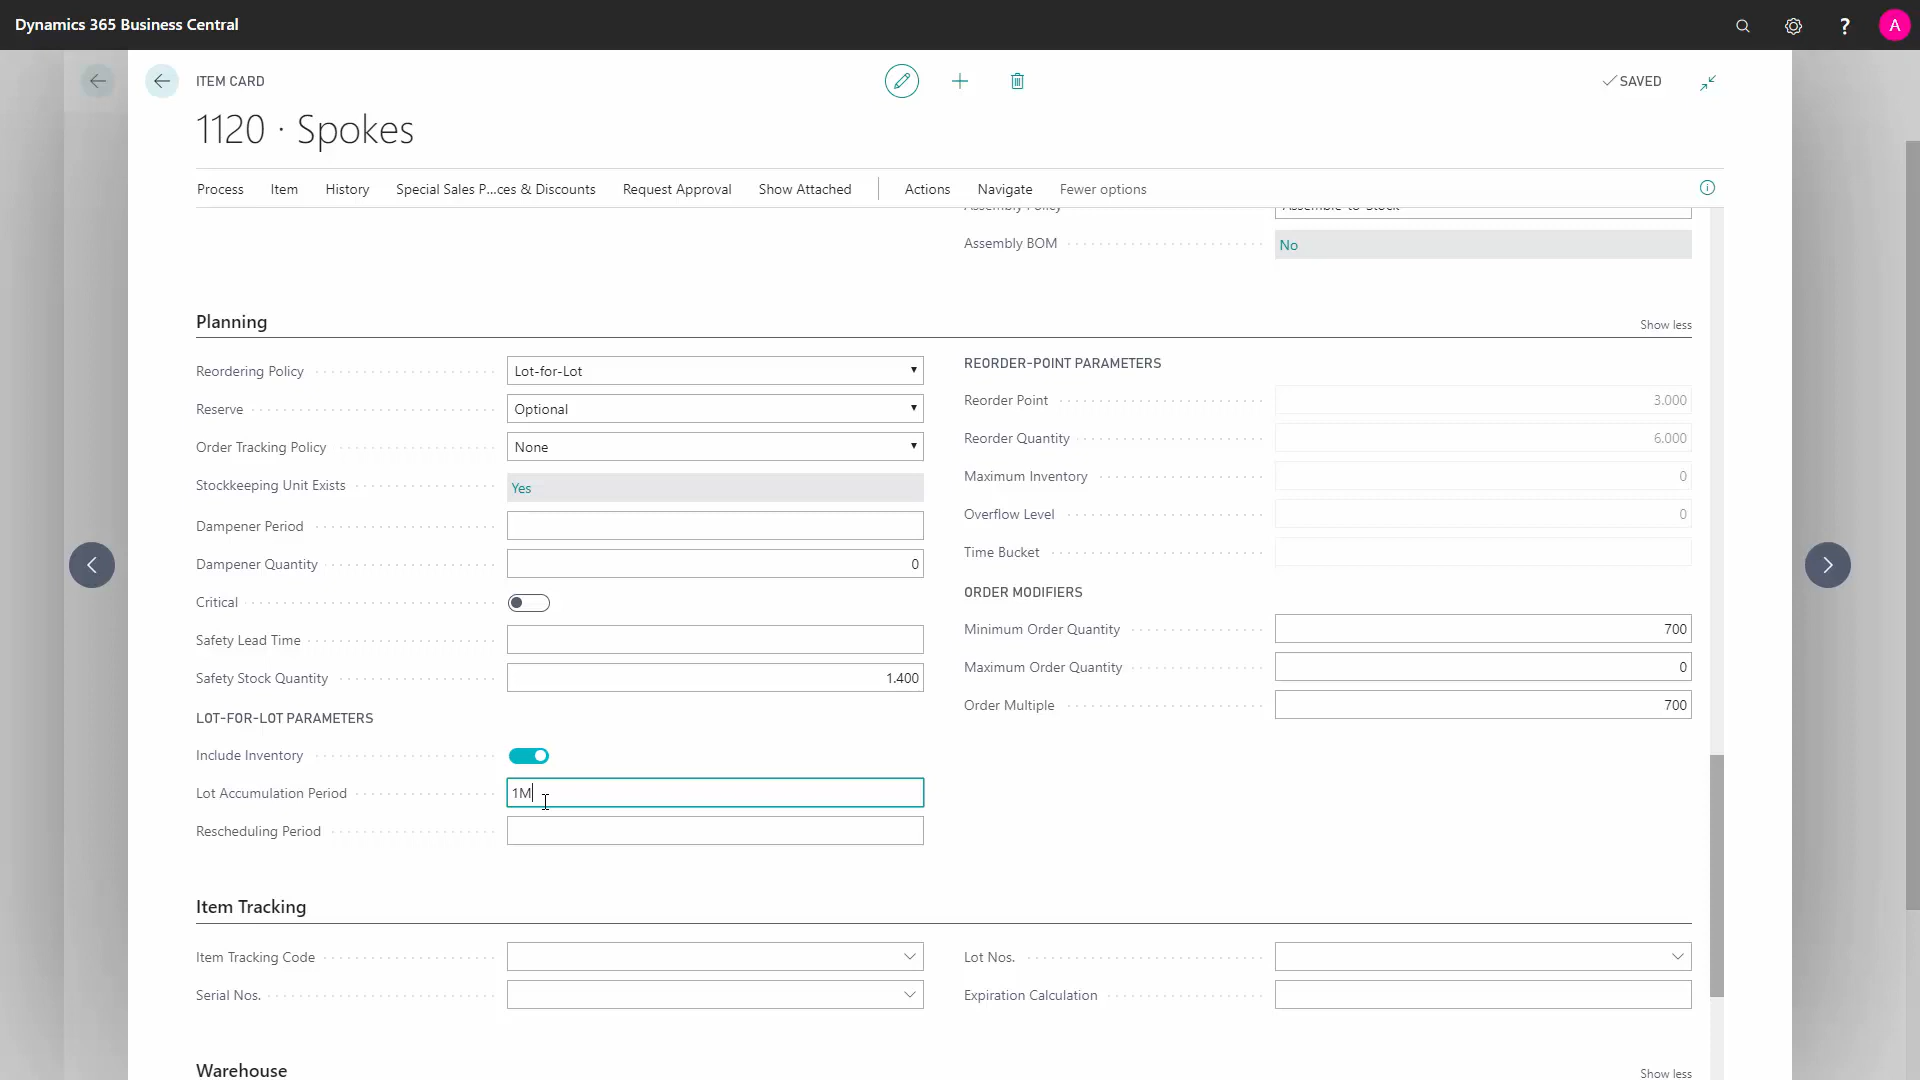 Dynamics 365 Business Central
?
A
ITEM CARD
SAVED
1120 · Spokes
Process
Item
History
Special Sales P...ces & Discounts
Request Approval
Show Attached
Actions
Navigate
Fewer options
Assembly Policy
Assemble-to-Stock
Assembly BOM
No
Planning
Show less
Reordering Policy
Lot-for-Lot
Reserve
Optional
Order Tracking Policy
None
Stockkeeping Unit Exists
Yes
Dampener Period
Dampener Quantity
0
Critical
Safety Lead Time
Safety Stock Quantity
1.400
LOT-FOR-LOT PARAMETERS
Include Inventory
Lot Accumulation Period
1M
Rescheduling Period
REORDER-POINT PARAMETERS
Reorder Point
3.000
Reorder Quantity
6.000
Maximum Inventory
0
Overflow Level
0
Time Bucket
ORDER MODIFIERS
Minimum Order Quantity
700
Maximum Order Quantity
0
Order Multiple
700
Item Tracking
Item Tracking Code
Serial Nos.
Lot Nos.
Expiration Calculation
Warehouse
Show less